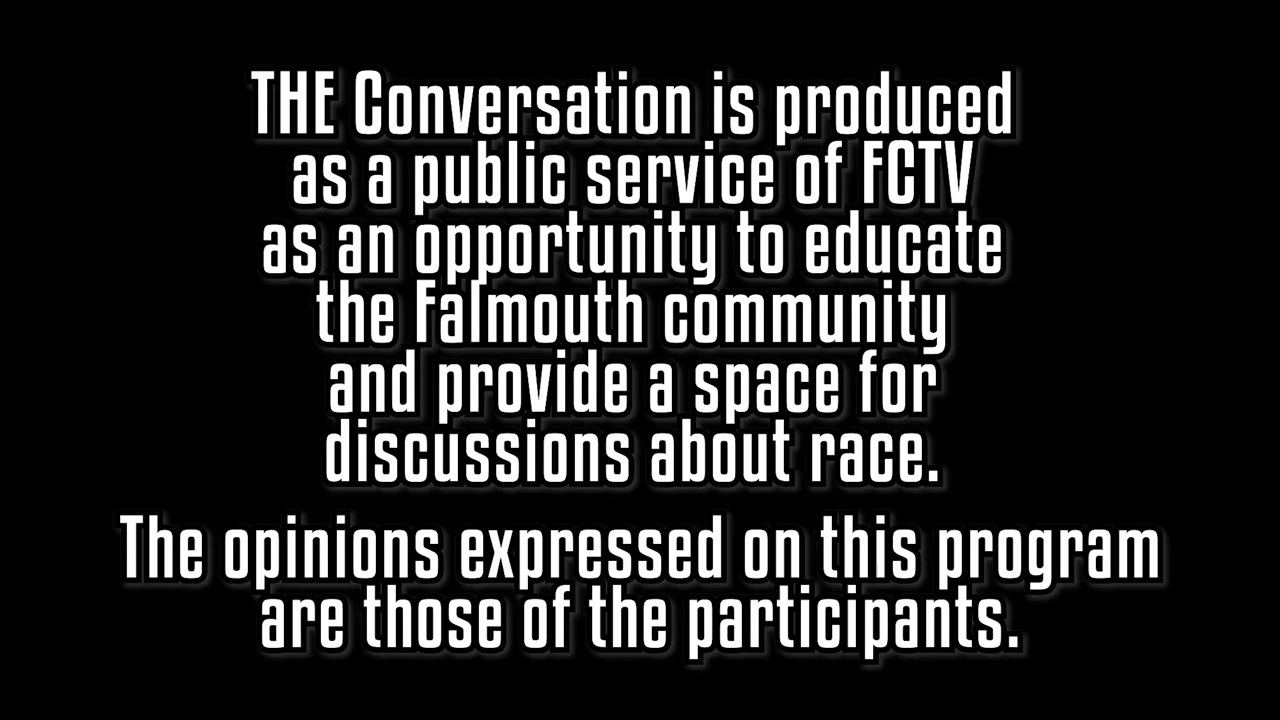 THE Conversation is produced
as a public service of FCTV
as an opportunity to educate
the Falmouth community
and provide a space for
discussions about race.
The opinions expressed on this program
are those of the participants.